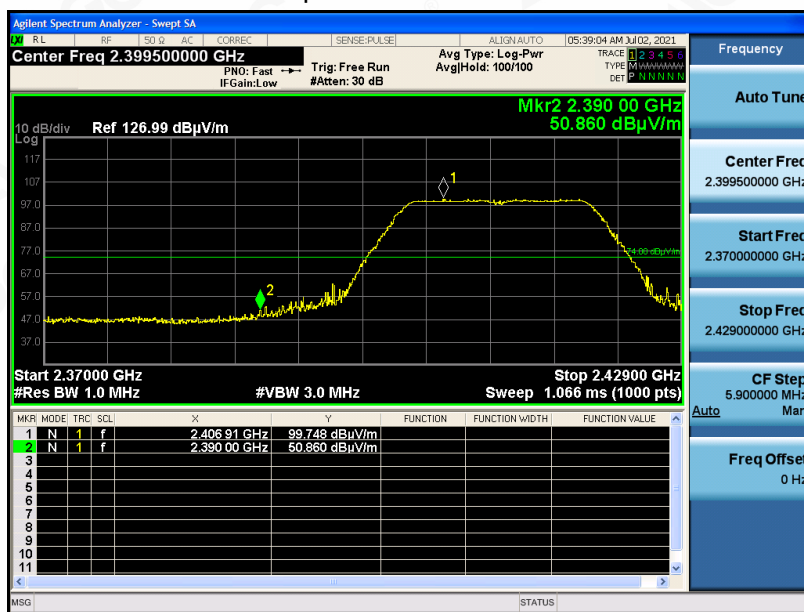 Agilent Spectrum Analyzer - Swept SA
LXI RL RF 50 Ω AC CORREC SENSE:PULSE ALIGN AUTO 05:39:04 AM Jul 02, 2021
Center Freq 2.399500000 GHz
PNO: Fast
IFGain:Low
Trig: Free Run
#Atten: 30 dB
Avg Type: Log-Pwr
Avg|Hold: 100/100
TRACE 1 2 3 4 5 6
TYPE M W W W W W
DET P N N N N N
Mkr2 2.390 00 GHz
50.860 dBµV/m
10 dB/div Ref 126.99 dBµV/m
Log
117
107
97.0
87.0
77.0
67.0
57.0
47.0
37.0
1
2
74.00 dBµV/m
Start 2.37000 GHz Stop 2.42900 GHz
#Res BW 1.0 MHz #VBW 3.0 MHz Sweep 1.066 ms (1000 pts)
MKR MODE TRC SCL X Y FUNCTION FUNCTION WIDTH FUNCTION VALUE
1 N 1 f 2.406 91 GHz 99.748 dBµV/m
2 N 1 f 2.390 00 GHz 50.860 dBµV/m
3
4
5
6
7
8
9
10
11
MSG STATUS
Frequency
Auto Tune
Center Freq
2.399500000 GHz
Start Freq
2.370000000 GHz
Stop Freq
2.429000000 GHz
CF Step
5.900000 MHz
Auto Man
Freq Offset
0 Hz